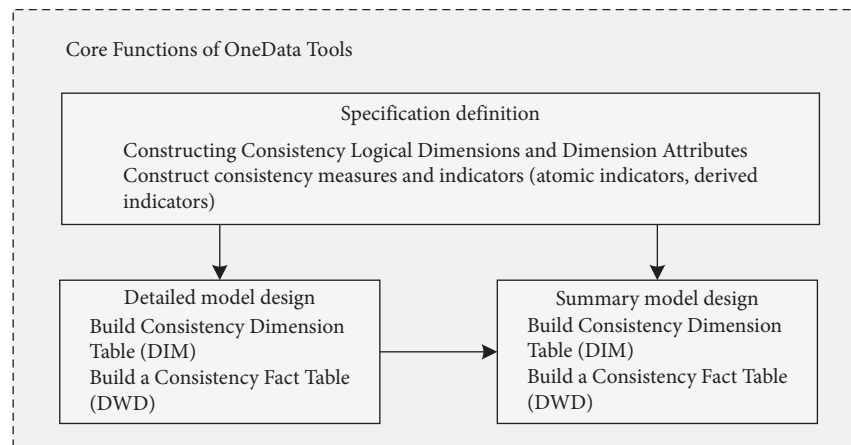 Core Functions of OneData Tools
Specification definition
Constructing Consistency Logical Dimensions and Dimension Attributes
Construct consistency measures and indicators (atomic indicators, derived
indicators)
Detailed model design
Build Consistency Dimension
Table (DIM)
Build a Consistency Fact Table
(DWD)
Summary model design
Build Consistency Dimension
Table (DIM)
Build a Consistency Fact Table
(DWD)